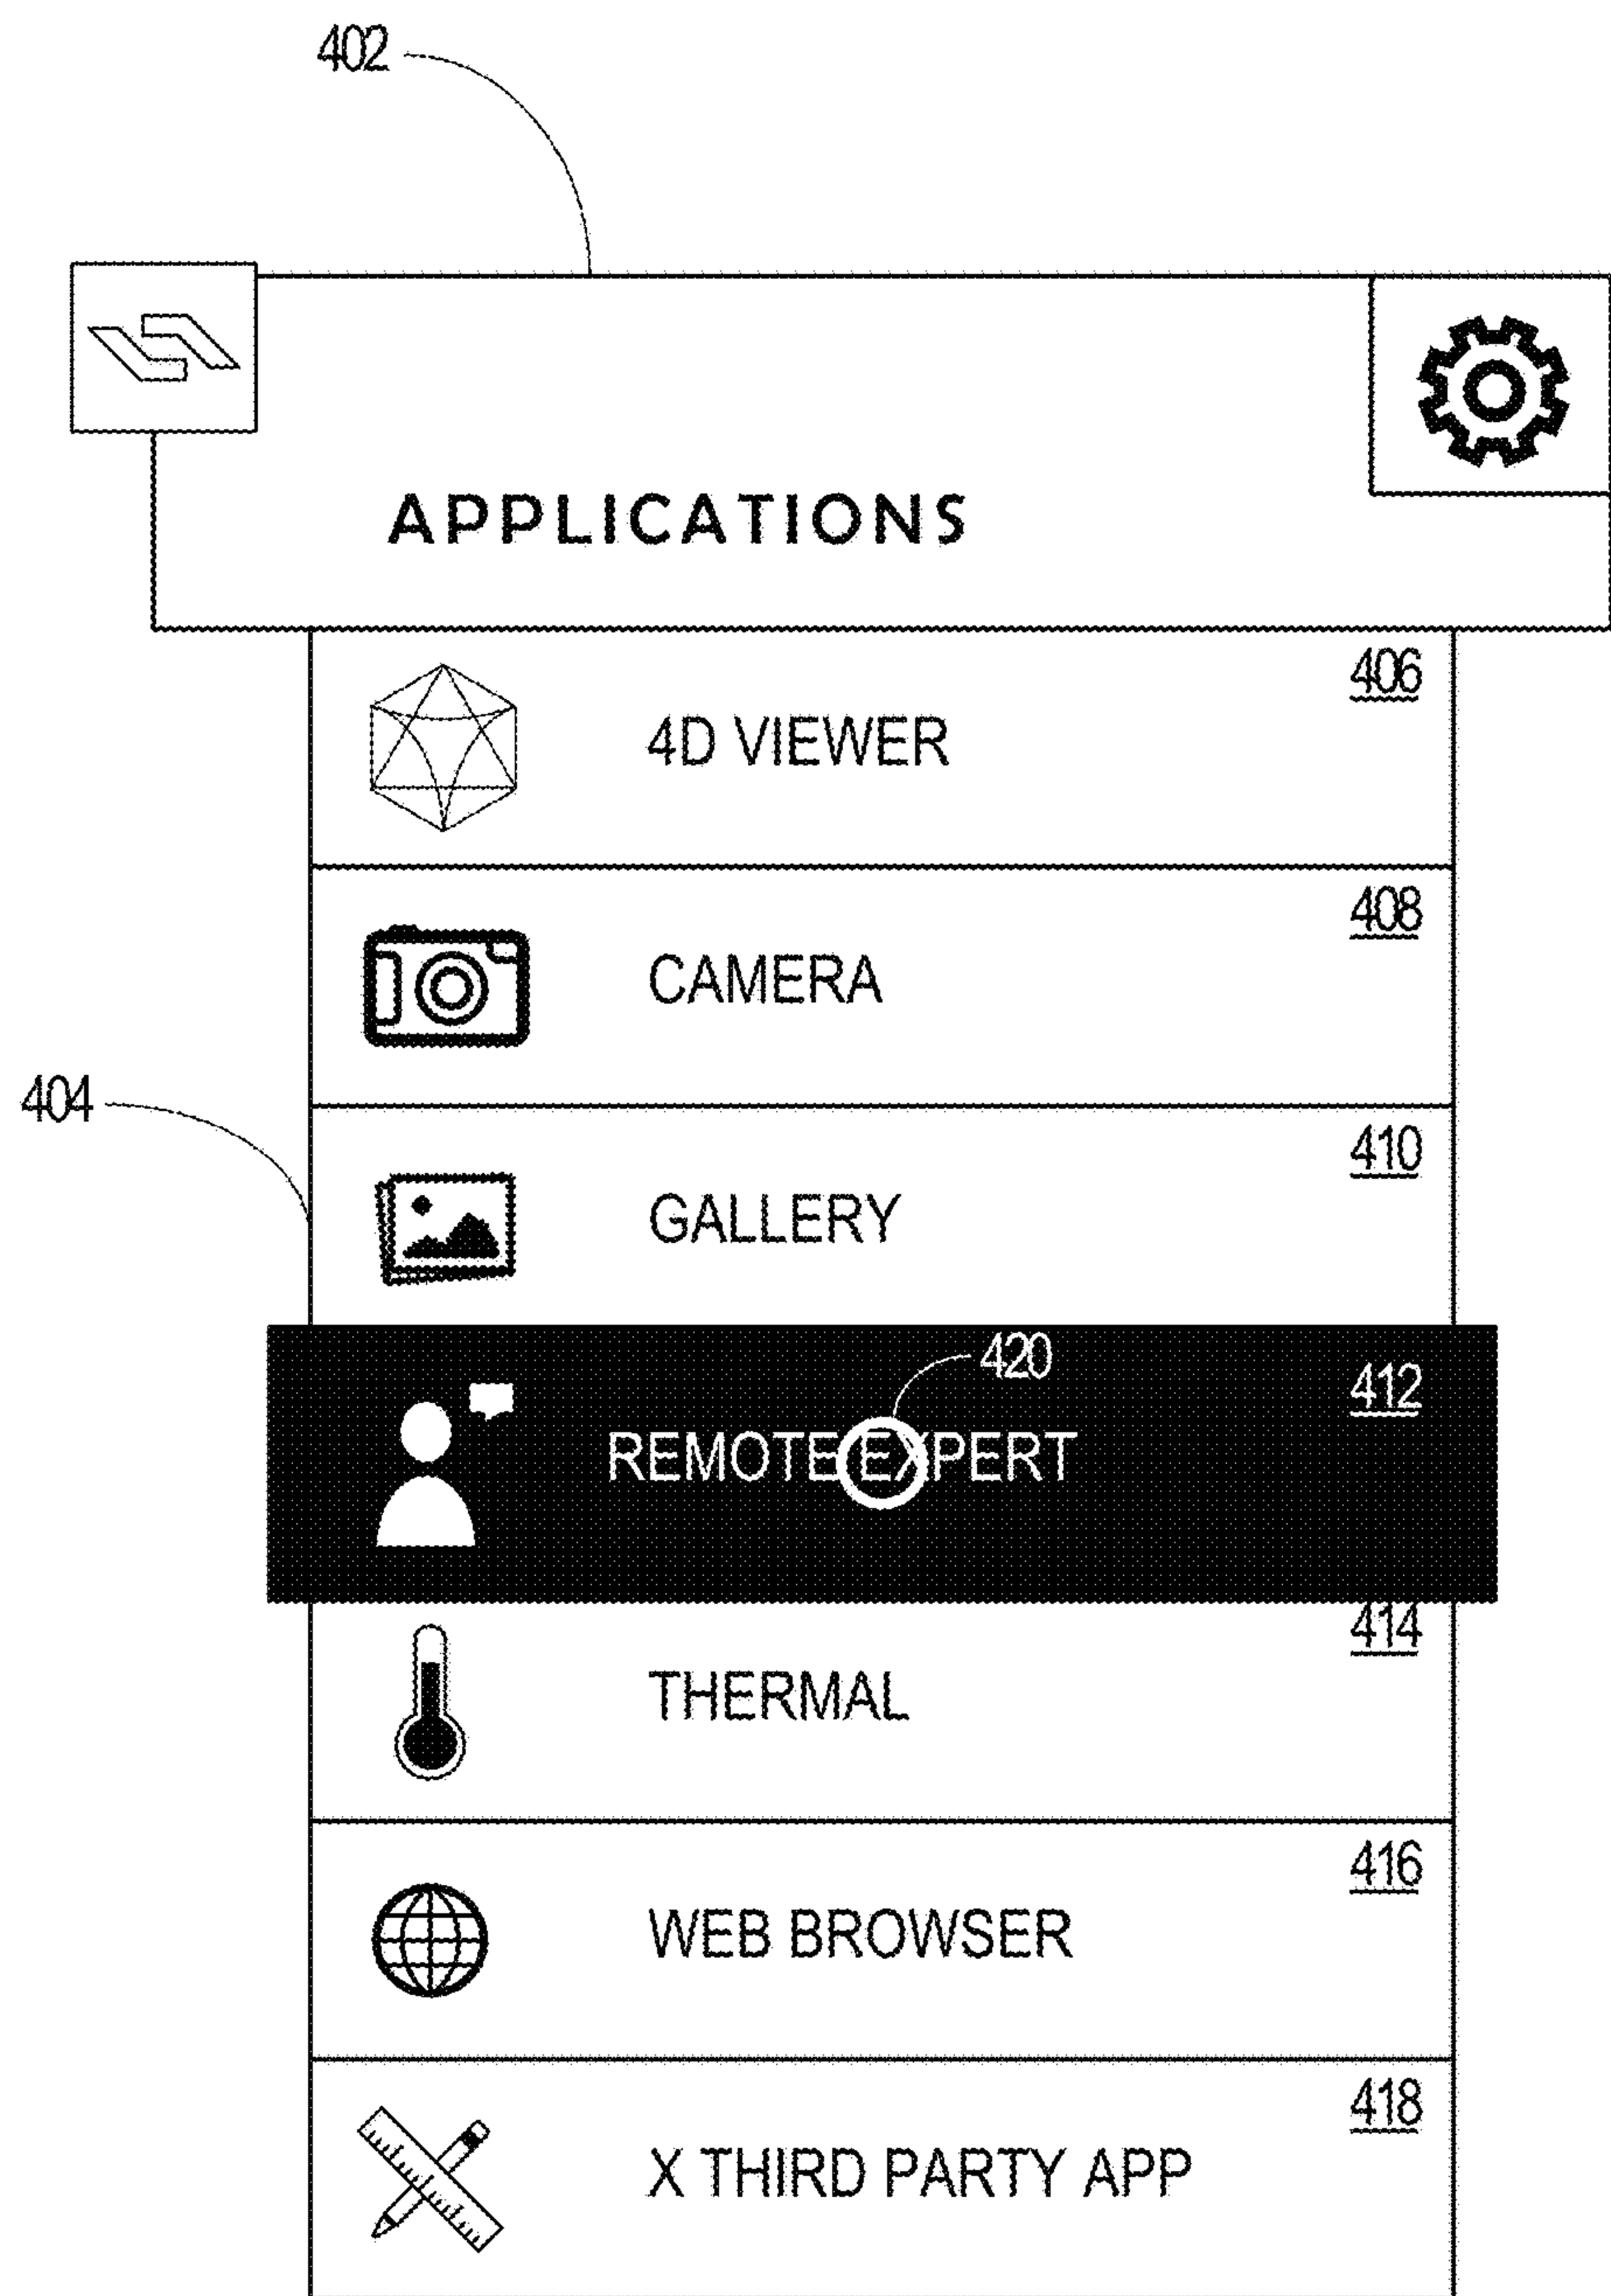 402
APPLICATIONS
406
4D VIEWER
408
CAMERA
404
410
GALLERY
420
412
REMOTE EXPERT
414
THERMAL
416
WEB BROWSER
418
X THIRD PARTY APP